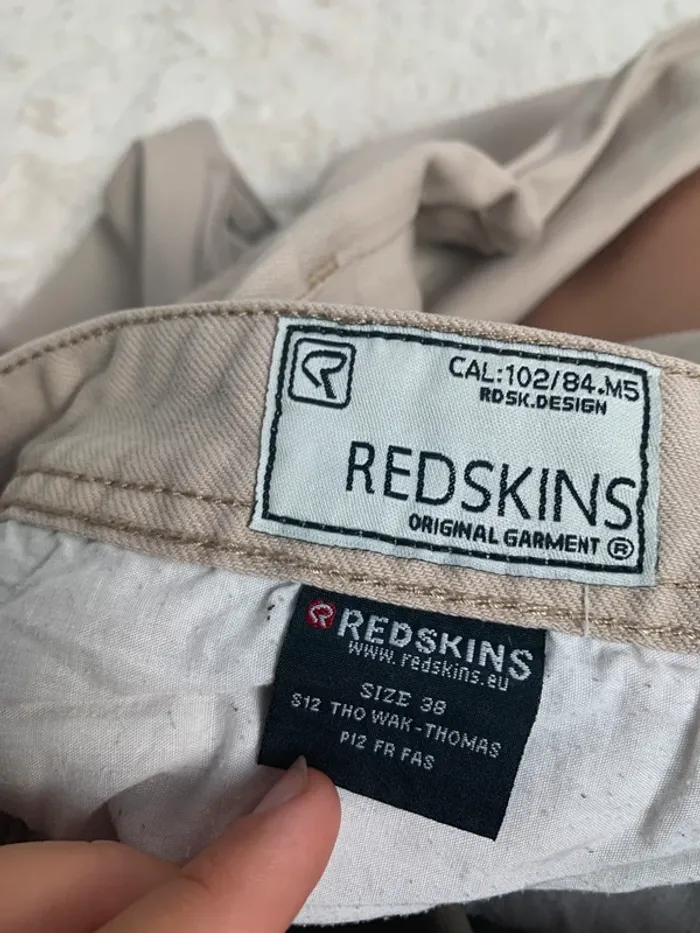 CAL:102/84.M5
RDSK.DESIGN
REDSKINS
ORIGINAL GARMENT ®
REDSKINS
www.redskins.eu
SIZE 38
S12 THO WAK-THOMAS
P12 FR FAS